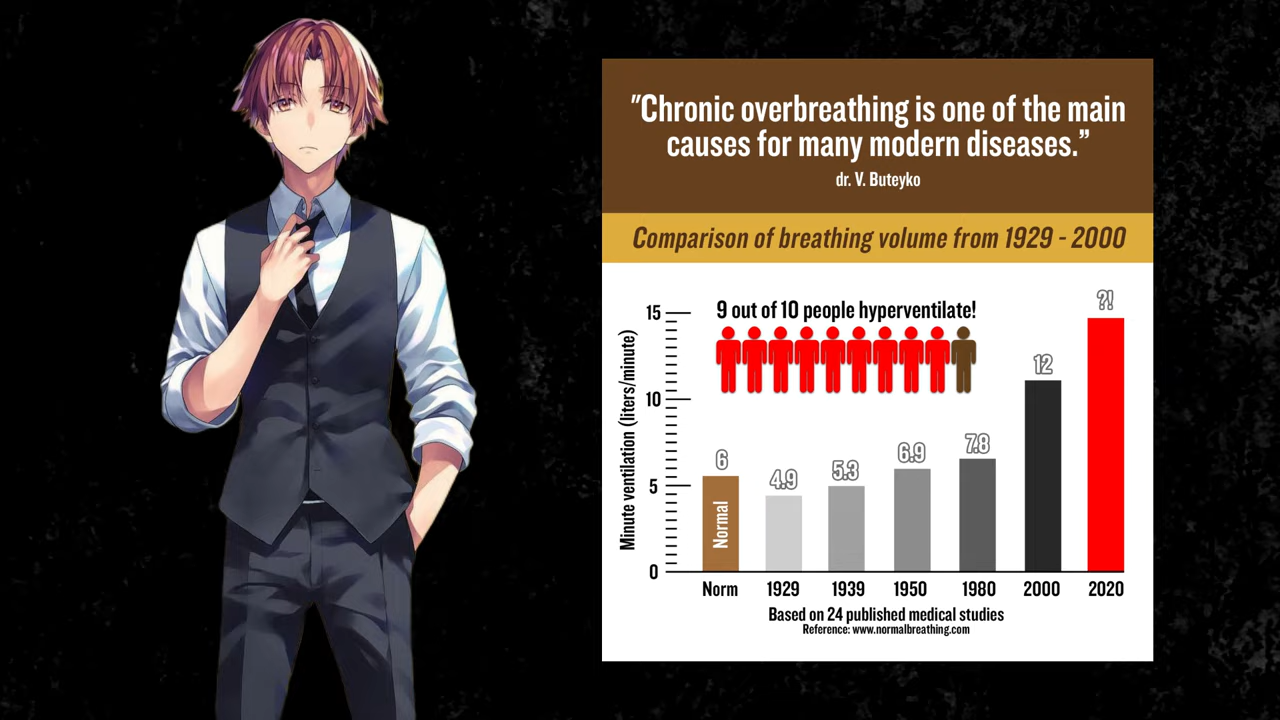 "Chronic overbreathing is one of the main
causes for many modern diseases.”
dr. V. Buteyko
Comparison of breathing volume from 1929 - 2000
9 out of 10 people hyperventilate!
Minute ventilation (liters/minute)
15
10
5
0
6
4.9
5.3
6.9
7.8
12
?!
Normal
Norm 1929 1939 1950 1980 2000 2020
Based on 24 published medical studies
Reference: www.normalbreathing.com